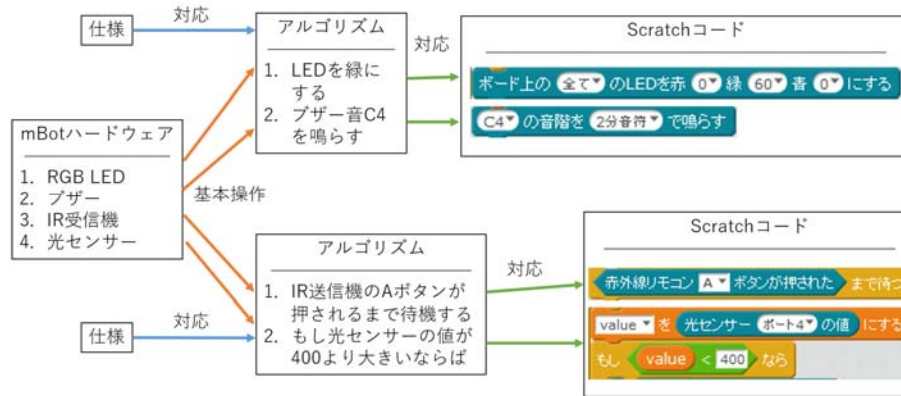 仕様
対応
アルゴリズム
1. LEDを緑に
する
2. ブザー音C4
を鳴らす
対応
Scratchコード
ボード上の 全て のLEDを赤 0 緑 60 青 0 にする
C4 の音階を 2分音符 で鳴らす
mBotハードウェア
1. RGB LED
2. ブザー
3. IR受信機
4. 光センサー
基本操作
仕様
対応
アルゴリズム
1. IR送信機のAボタンが
押されるまで待機する
2. もし光センサーの値が
400より大きいならば
対応
Scratchコード
赤外線リモコン A ボタンが押された まで待つ
value を 光センサー ポート4 の値 にする
もし value < 400 なら